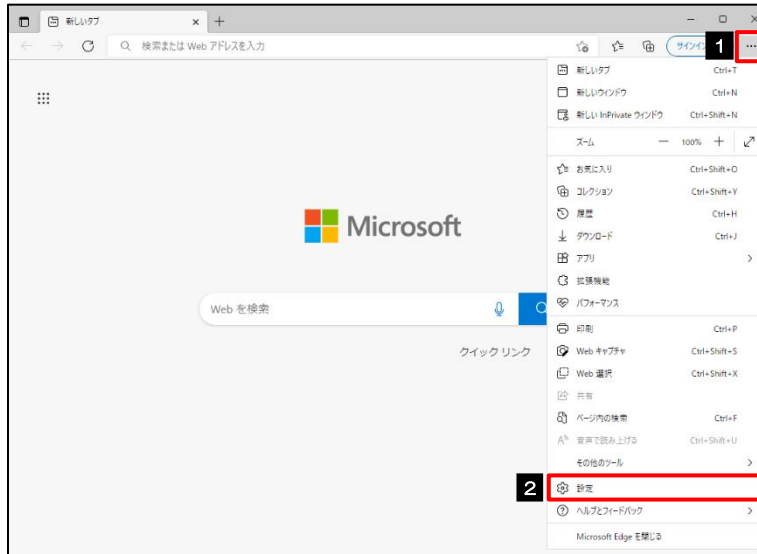 新しいタブ
検索または Web アドレスを入力
サインイン
1
新しいタブ Ctrl+T
新しいウィンドウ Ctrl+N
新しい InPrivate ウィンドウ Ctrl+Shift+N
ズーム 100%
お気に入り Ctrl+Shift+O
コレクション Ctrl+Shift+Y
履歴 Ctrl+H
ダウンロード Ctrl+J
アプリ
拡張機能
パフォーマンス
印刷 Ctrl+P
Web キャプチャ Ctrl+Shift+S
Web 選択 Ctrl+Shift+X
共有
ページ内の検索 Ctrl+F
音声で読み上げる Ctrl+Shift+U
その他のツール
2 設定
ヘルプとフィードバック
Microsoft Edge を閉じる
Microsoft
Web を検索
クイック リンク